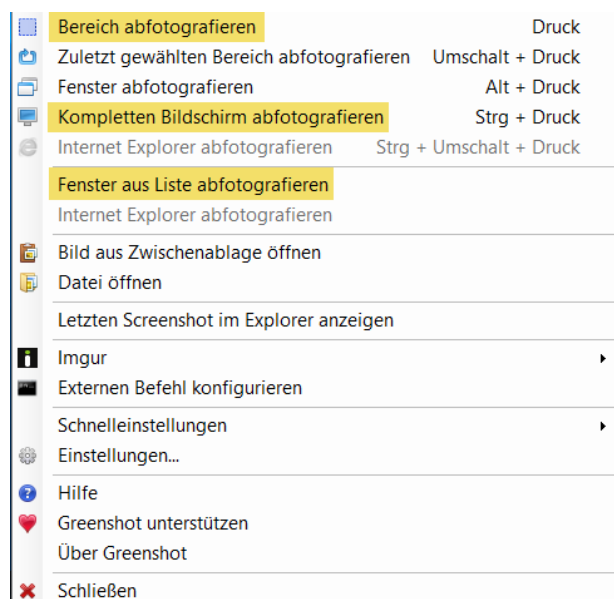 Bereich abfotografieren Druck
Zuletzt gewählten Bereich abfotografieren Umschalt + Druck
Fenster abfotografieren Alt + Druck
Kompletten Bildschirm abfotografieren Strg + Druck
Internet Explorer abfotografieren Strg + Umschalt + Druck
Fenster aus Liste abfotografieren
Internet Explorer abfotografieren
Bild aus Zwischenablage öffnen
Datei öffnen
Letzten Screenshot im Explorer anzeigen
Imgur
Externen Befehl konfigurieren
Schnelleinstellungen
Einstellungen...
Hilfe
Greenshot unterstützen
Über Greenshot
Schließen